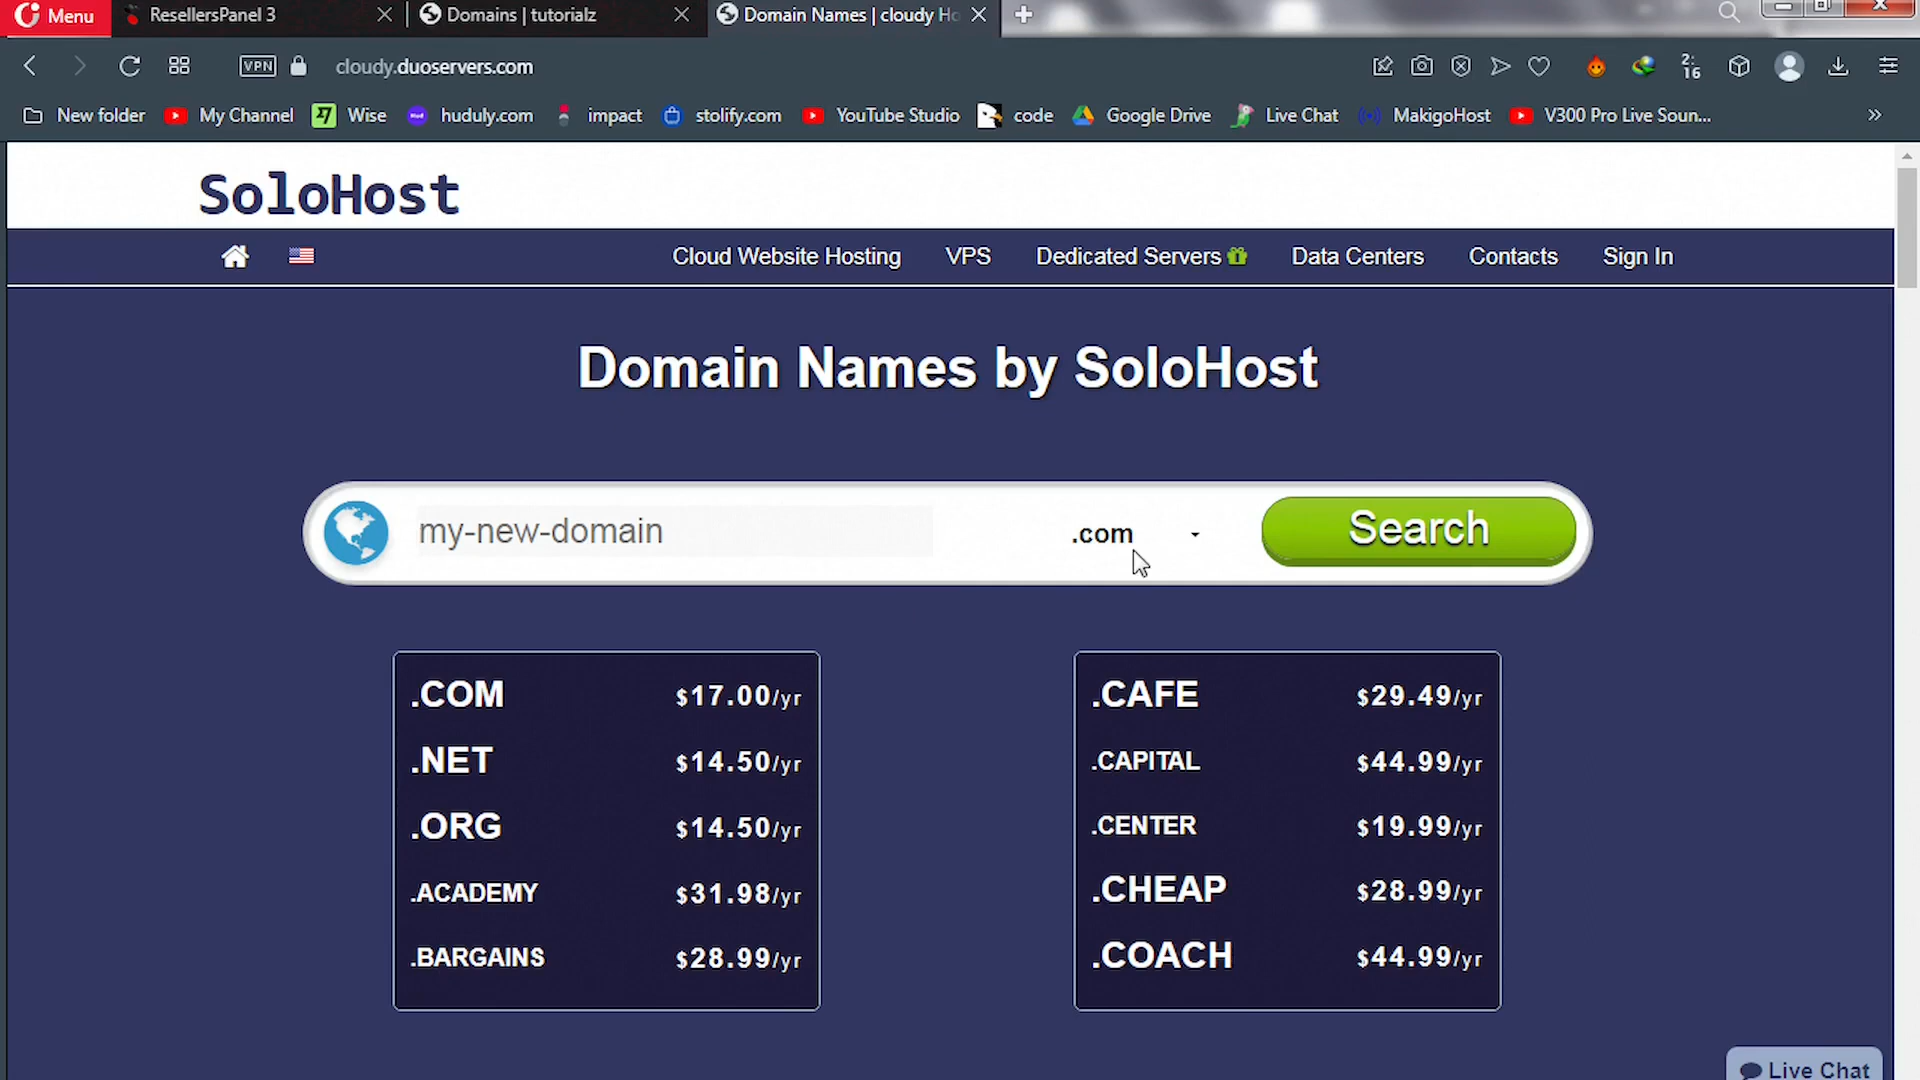 Menu ResellersPanel 3 Domains | tutorialz Domain Names | cloudy Ho
VPN cloudy.duoservers.com 2: 16
New folder My Channel Wise huduly.com impact stolify.com YouTube Studio code Google Drive Live Chat MakigoHost V300 Pro Live Soun...
SoloHost
Cloud Website Hosting VPS Dedicated Servers Data Centers Contacts Sign In
Domain Names by SoloHost
my-new-domain .com Search
.COM $17.00/yr
.NET $14.50/yr
.ORG $14.50/yr
.ACADEMY $31.98/yr
.BARGAINS $28.99/yr
.CAFE $29.49/yr
.CAPITAL $44.99/yr
.CENTER $19.99/yr
.CHEAP $28.99/yr
.COACH $44.99/yr
Live Chat